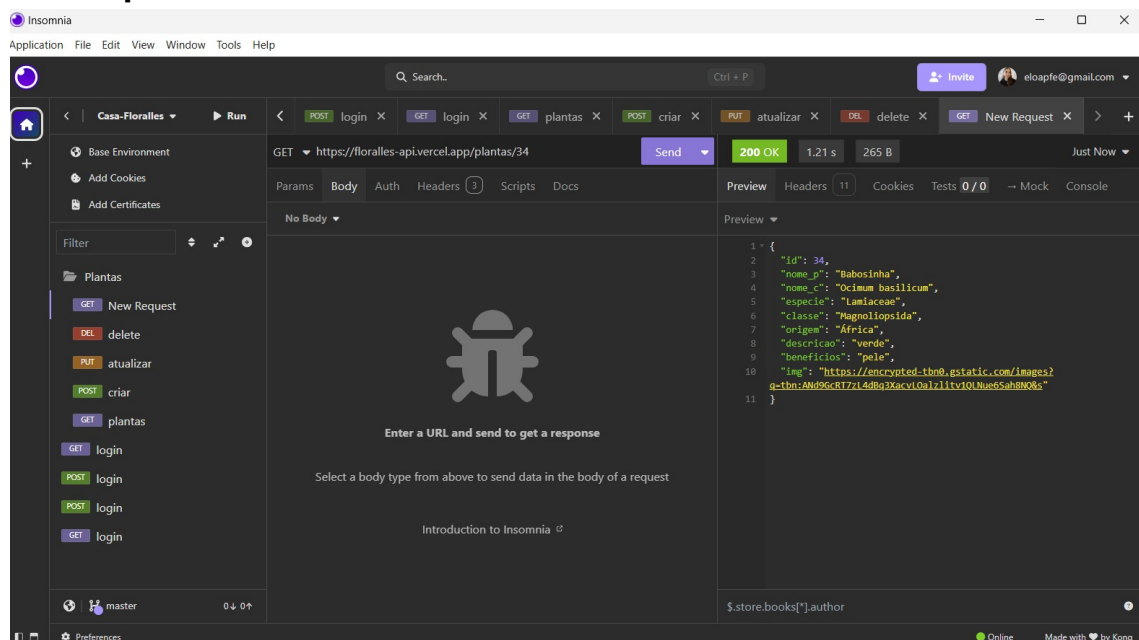 Insomnia
Application File Edit View Window Tools Help
Search.. Ctrl + P Invite eloapfe@gmail.com
Casa-Floralles Run POST login GET login GET plantas POST criar PUT atualizar DEL delete GET New Request
Base Environment GET https://floralles-api.vercel.app/plantas/34 Send 200 OK 1.21 s 265 B Just Now
Add Cookies
Add Certificates
Params Body Auth Headers 3 Scripts Docs Preview Headers 11 Cookies Tests 0 / 0 → Mock Console
No Body Preview
Filter
Plantas
GET New Request
DEL delete
PUT atualizar
POST criar
GET plantas
GET login
POST login
POST login
GET login
Enter a URL and send to get a response
Select a body type from above to send data in the body of a request
Introduction to Insomnia
1 {
2 "id": 34,
3 "nome_p": "Babosinha",
4 "nome_c": "Ocimum basilicum",
5 "especie": "Lamiaceae",
6 "classe": "Magnoliopsida",
7 "origem": "África",
8 "descricao": "verde",
9 "beneficios": "pele",
10 "img": "https://encrypted-tbn0.gstatic.com/images?
q=tbn:ANd9GcRT7zL4dBq3XacvLOalzlitv1QLNue6Sah8NQ&s"
11 }
master 0↓ 0↑ $.store.books[*].author
Preferences Online Made with ♥ by Kong